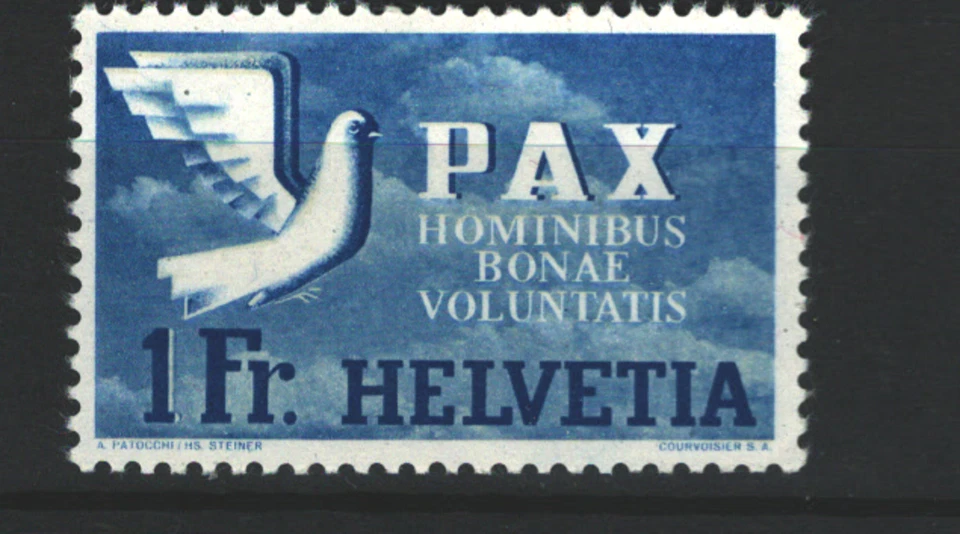 PAX
HOMINIBUS
BONAE
VOLUNTATIS
1 Fr. HELVETIA
A. PATOCCHI / HS. STEINER
COURVOISIER S. A.